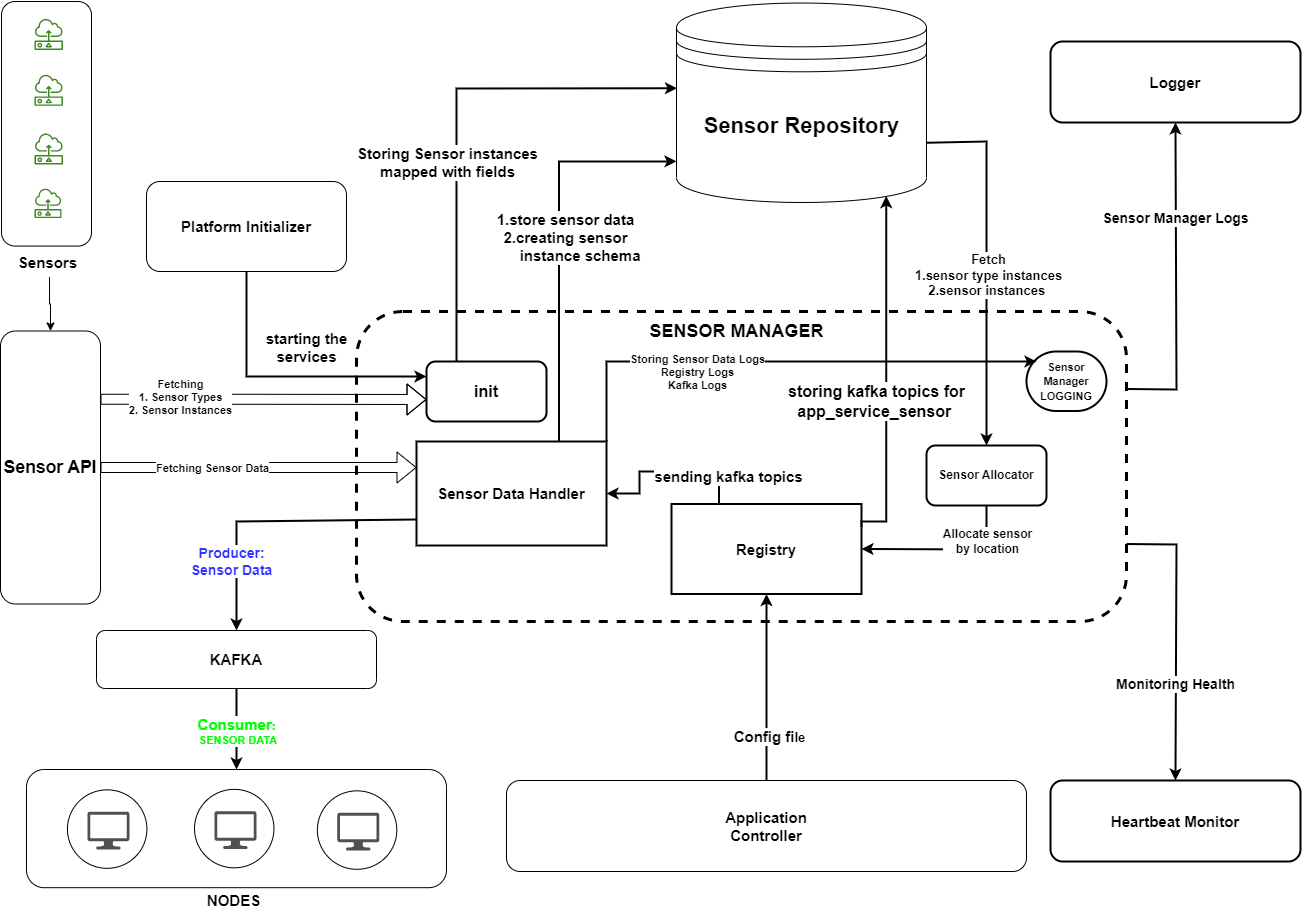 Sensors
Sensor API
Platform Initializer
starting the
services
Fetching
1. Sensor Types
2. Sensor Instances
Fetching Sensor Data
Storing Sensor instances
mapped with fields
1.store sensor data
2.creating sensor
instance schema
Sensor Repository
Fetch
1.sensor type instances
2.sensor instances
Logger
Sensor Manager Logs
SENSOR MANAGER
init
Storing Sensor Data Logs
Registry Logs
Kafka Logs
Sensor
Manager
LOGGING
storing kafka topics for
app_service_sensor
Sensor Data Handler
sending kafka topics
Sensor Allocator
Allocate sensor
by location
Registry
Producer:
Sensor Data
KAFKA
Consumer:
SENSOR DATA
NODES
Config file
Application
Controller
Monitoring Health
Heartbeat Monitor